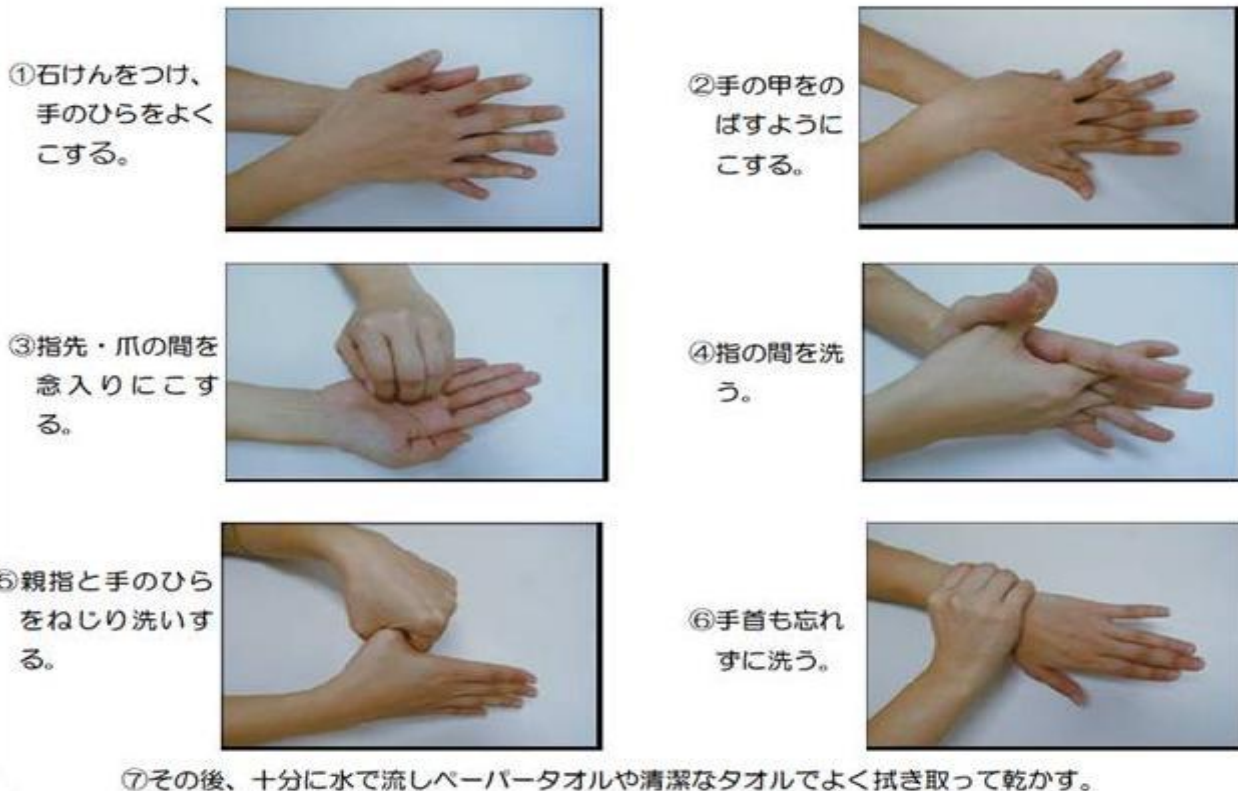 ①石けんをつけ、
手のひらをよく
こする。
②手の甲をの
ばすように
こする。
③指先・爪の間を
念入りにこす
る。
④指の間を洗
う。
⑤親指と手のひら
をねじり洗いす
る。
⑥手首も忘れ
ずに洗う。
⑦その後、十分に水で流しペーパータオルや清潔なタオルでよく拭き取って乾かす。